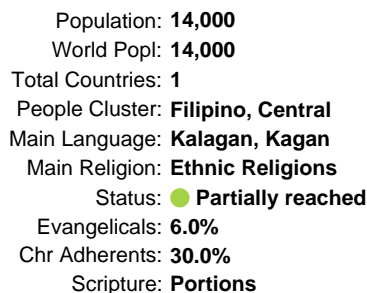 Population: 14,000
World Popl: 14,000
Total Countries: 1
People Cluster: Filipino, Central
Main Language: Kalagan, Kagan
Main Religion: Ethnic Religions
Status: Partially reached
Evangelicals: 6.0%
Chr Adherents: 30.0%
Scripture: Portions